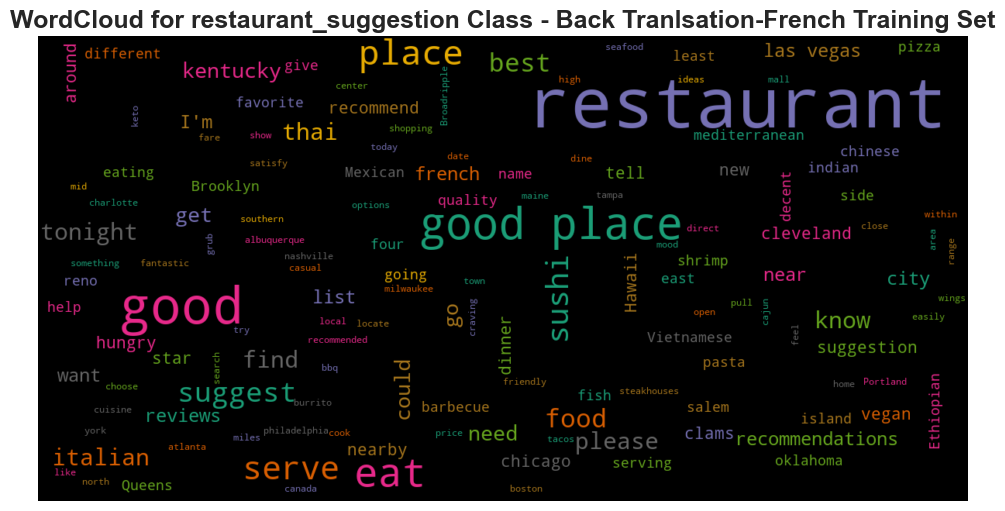 WordCloud for restaurant_suggestion Class - Back Tranlsation-French Training Set
around
different
kentucky
give
place
best
seafood
least
las vegas
pizza
center
high
ideas
mall
keto
favorite
recommend
Broadripple
restaurant
I'm
fare
show
thai
shopping
mediterranean
today
chinese
satisfy
date
dine
indian
eating
Brooklyn
Mexican
french
name
tell
new
decent
mid
charlotte
southern
options
quality
maine
tampa
side
get
grub
albuquerque
four
good place
direct
mood
cleveland
close
within
area
range
tonight
nashville
something
fantastic
casual
going
town
sushi
Hawaii
shrimp
east
near
city
reno
milwaukee
help
good
list
go
craving
pull
cajun
open
wings
try
local
locate
recommended
dinner
Vietnamese
feel
know
easily
hungry
star
search
find
bbq
suggestion
want
choose
could
friendly
fish
steakhouses
pasta
home
Portland
Ethiopian
suggest
burrito
cuisine
reviews
barbecue
salem
island
vegan
york
philadelphia
cook
price
need
tacos
food
please
clams
recommendations
italian
atlanta
miles
nearby
serve
eat
chicago
serving
oklahoma
like
north
Queens
canada
boston